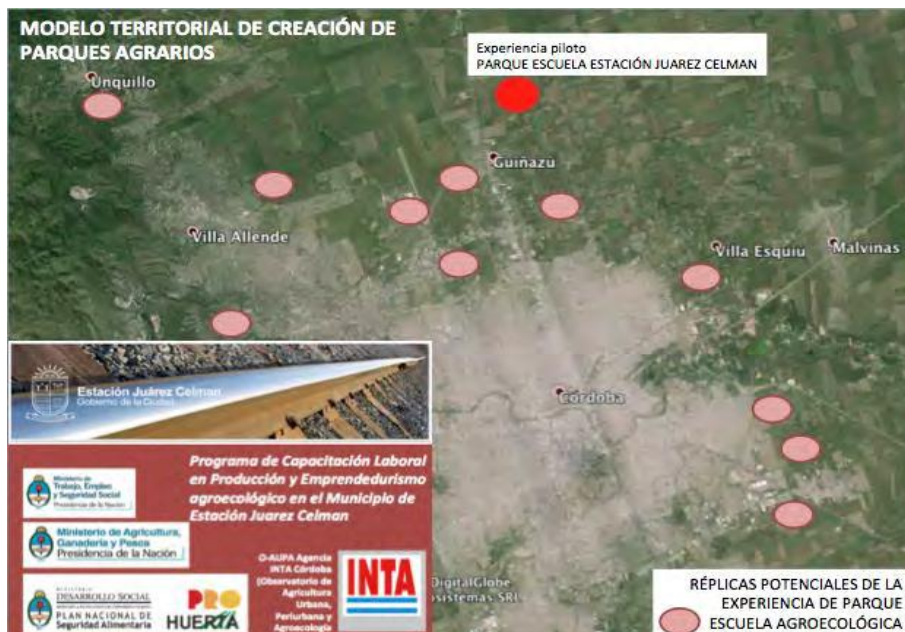 MODELO TERRITORIAL DE CREACIÓN DE
PARQUES AGRARIOS
Experiencia piloto
PARQUE ESCUELA ESTACIÓN JUAREZ CELMAN
Unquillo
Guiñazú
Villa Allende
Villa Esquiu
Malvinas
Córdoba
Estación Juárez Celman
Gobierno de la Ciudad
Programa de Capacitación Laboral
en Producción y Emprendedurismo
agroecológico en el Municipio de
Estación Juarez Celman
Ministerio de
Trabajo, Empleo
y Seguridad Social
Presidencia de la Nación
Ministerio de Agricultura,
Ganadería y Pesca
Presidencia de la Nación
MINISTERIO
DESARROLLO SOCIAL
PLAN NACIONAL DE
Seguridad Alimentaria
PRO
HUERTA
O-AUPA Agencia
INTA Córdoba
(Observatorio de
Agricultura
Urbana,
Periurbana y
Agroecología
INTA
DigitalGlobe
sistemas SRL
RÉPLICAS POTENCIALES DE LA
EXPERIENCIA DE PARQUE
ESCUELA AGROECOLÓGICA